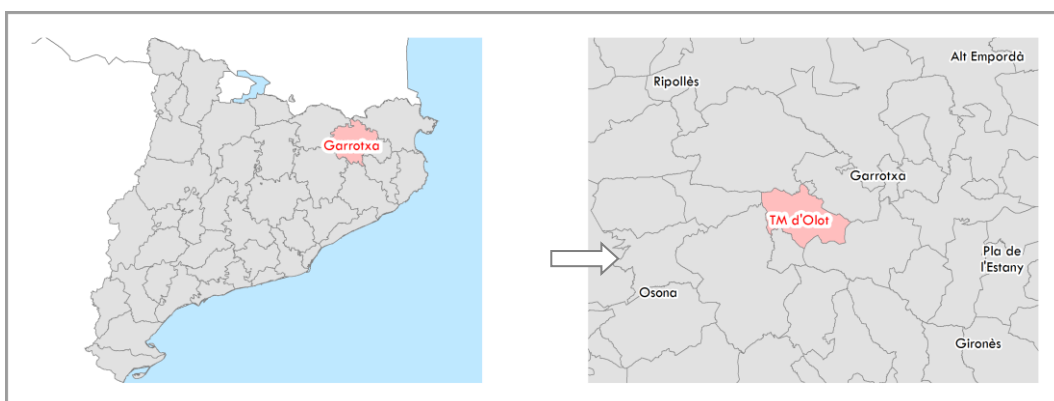 Garrotxa
Alt Empordà
Ripollès
Garrotxa
TM d'Olot
Pla de
l'Estany
Osona
Gironès